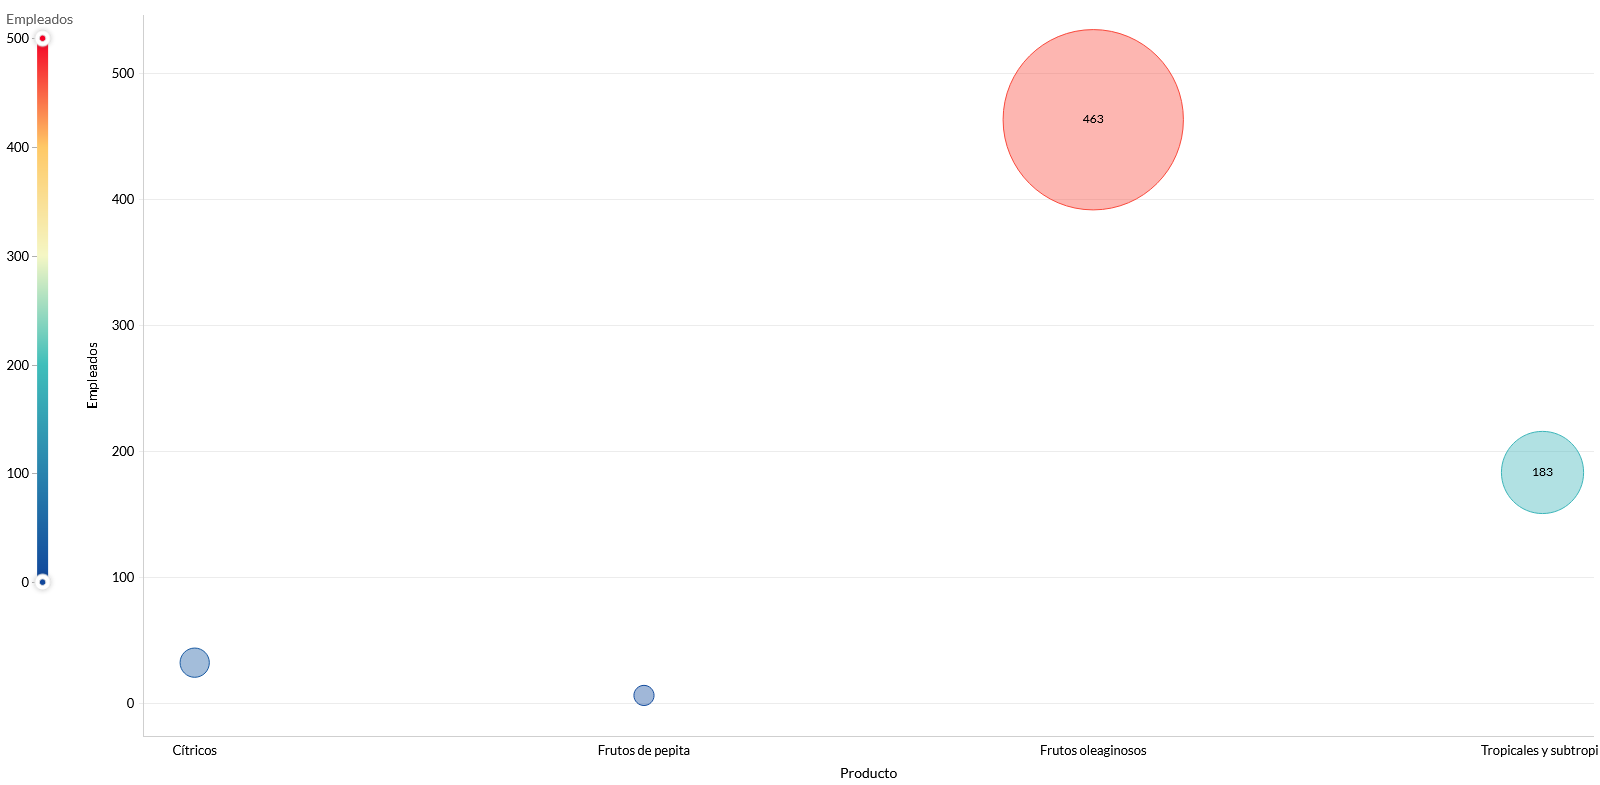 Empleados
500
400
300
200
100
0
Empleados
500
400
300
200
100
0
463
183
Cítricos
Frutos de pepita
Frutos oleaginosos
Tropicales y subtropi
Producto